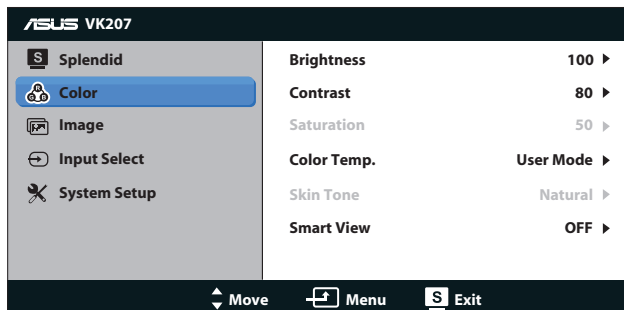 ASUS VK207
S Splendid
R G B Color
Image
Input Select
System Setup
Brightness 100
Contrast 80
Saturation 50
Color Temp. User Mode
Skin Tone Natural
Smart View OFF
Move Menu S Exit